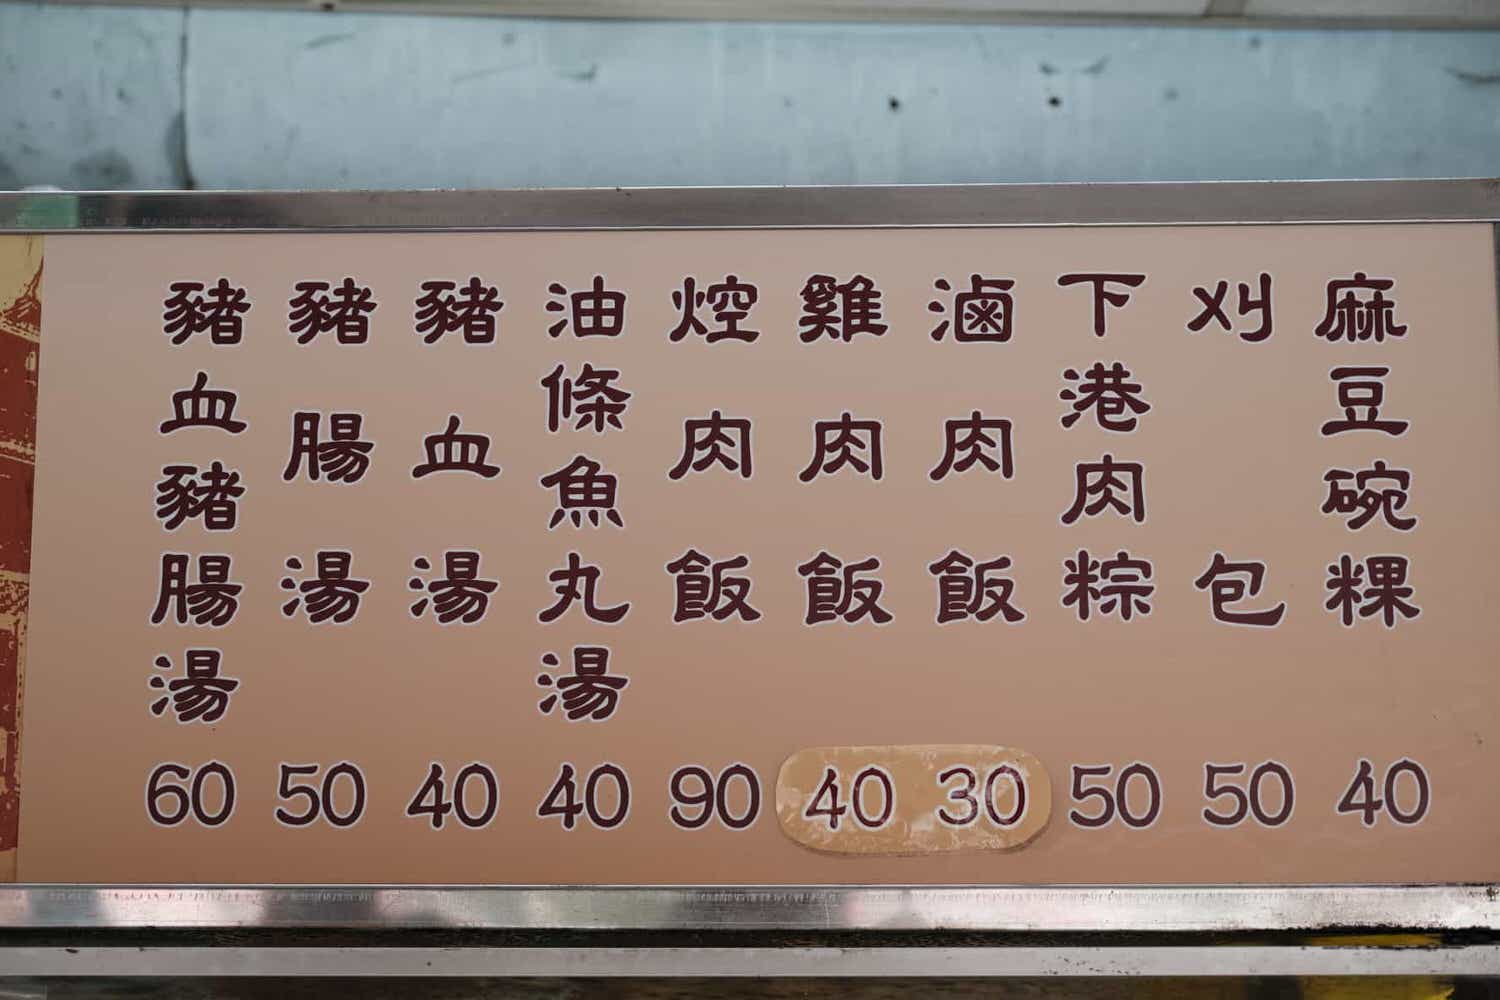 麻豆碗粿 40
刈包 50
下港肉粽 50
滷肉飯 30
雞肉飯 40
焢肉飯 90
油條魚丸湯 40
豬血湯 40
豬腸湯 50
豬血豬腸湯 60